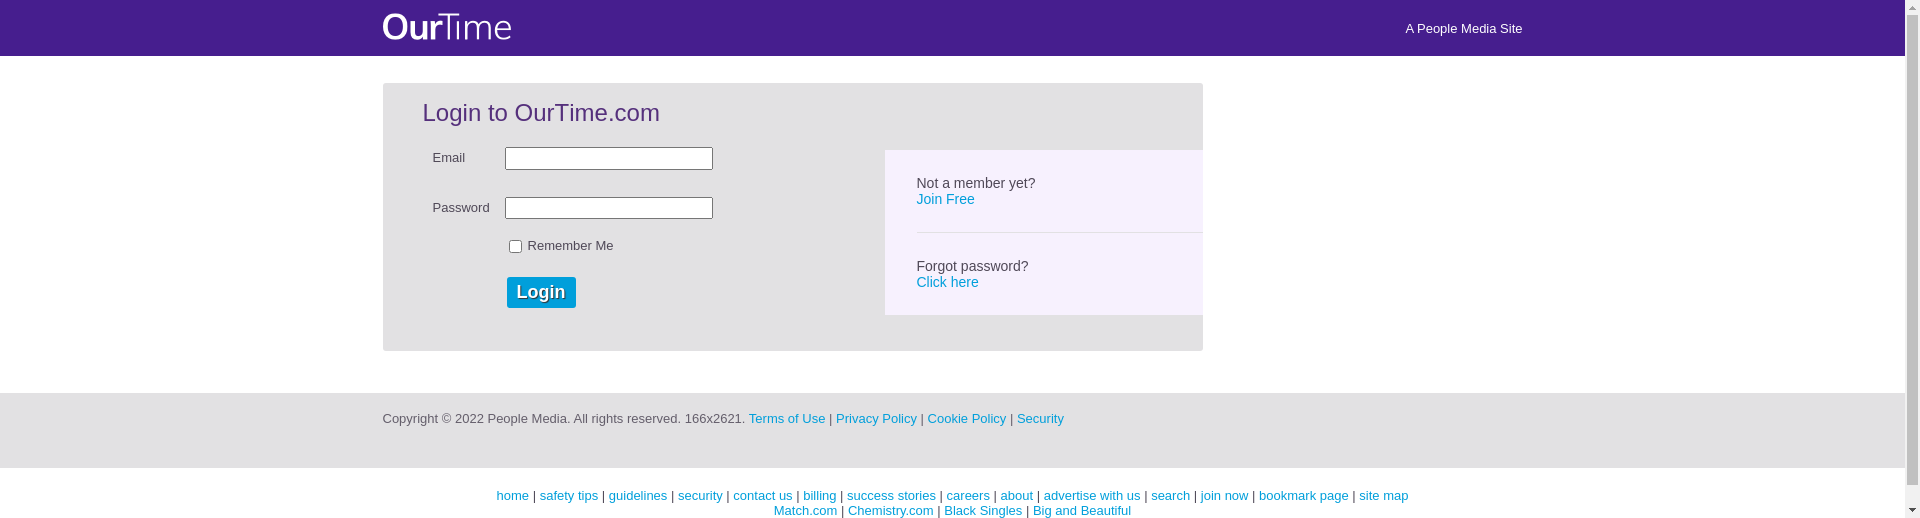 OurTime
A People Media Site
Login to OurTime.com
Email
Password
Remember Me
Login
Not a member yet?
Join Free
Forgot password?
Click here
Copyright © 2022 People Media. All rights reserved. 166x2621. Terms of Use | Privacy Policy | Cookie Policy | Security
home | safety tips | guidelines | security | contact us | billing | success stories | careers | about | advertise with us | search | join now | bookmark page | site map
Match.com | Chemistry.com | Black Singles | Big and Beautiful